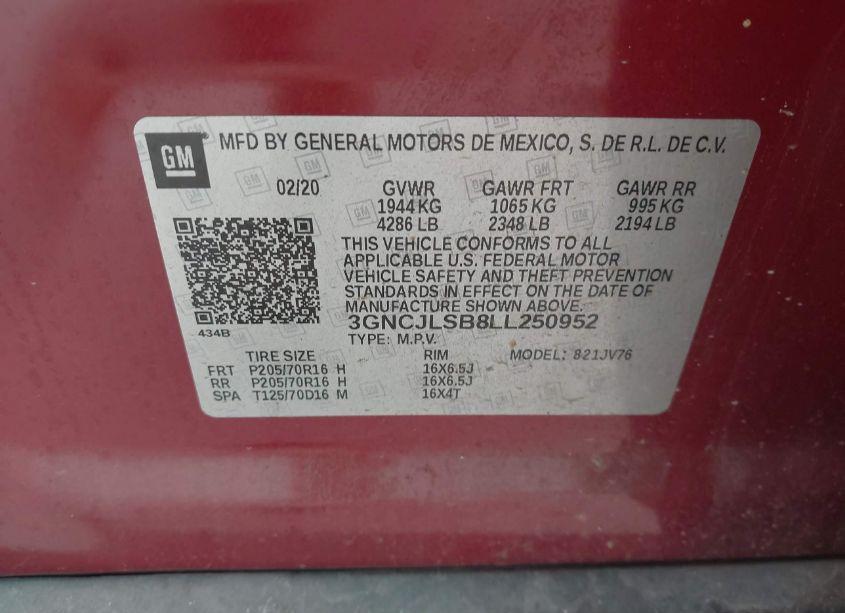 GM MFD BY GENERAL MOTORS DE MEXICO, S. DE R.L. DE C.V.
02/20 GVWR GAWR FRT GAWR RR
1944 KG 1065 KG 995 KG
4286 LB 2348 LB 2194 LB
THIS VEHICLE CONFORMS TO ALL
APPLICABLE U.S. FEDERAL MOTOR
VEHICLE SAFETY AND THEFT PREVENTION
STANDARDS IN EFFECT ON THE DATE OF
MANUFACTURE SHOWN ABOVE.
3GNCJLSB8LL250952
434B TYPE: M.P.V.
TIRE SIZE RIM MODEL: 821JV76
FRT P205/70R16 H 16X6.5J
RR P205/70R16 H 16X6.5J
SPA T125/70D16 M 16X4T